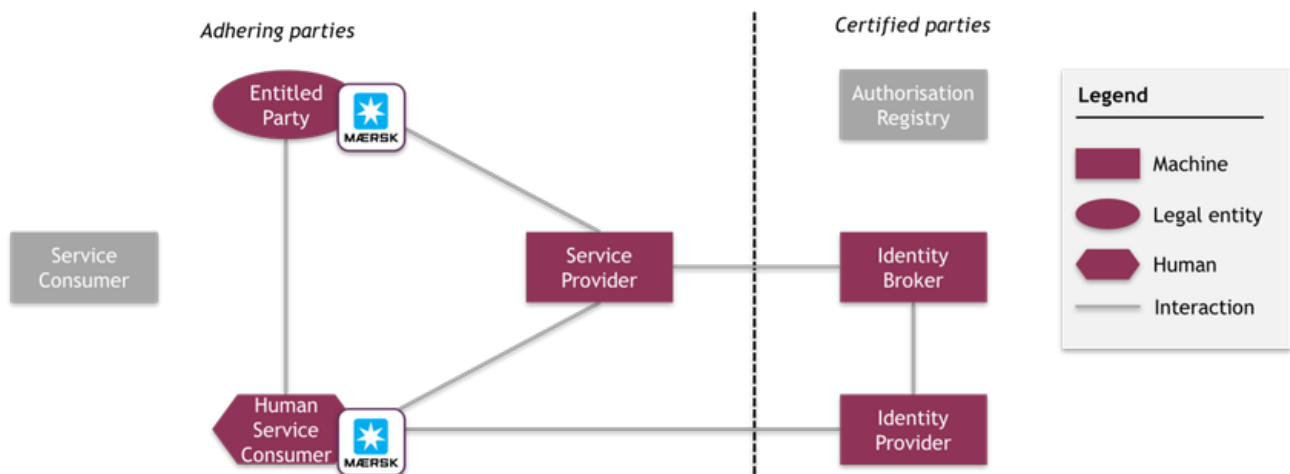 Adhering parties
Certified parties
Entitled
Party
MÆRSK
Authorisation
Registry
Legend
Machine
Legal entity
Human
Interaction
Service
Consumer
Service
Provider
Identity
Broker
Human
Service
Consumer
MÆRSK
Identity
Provider